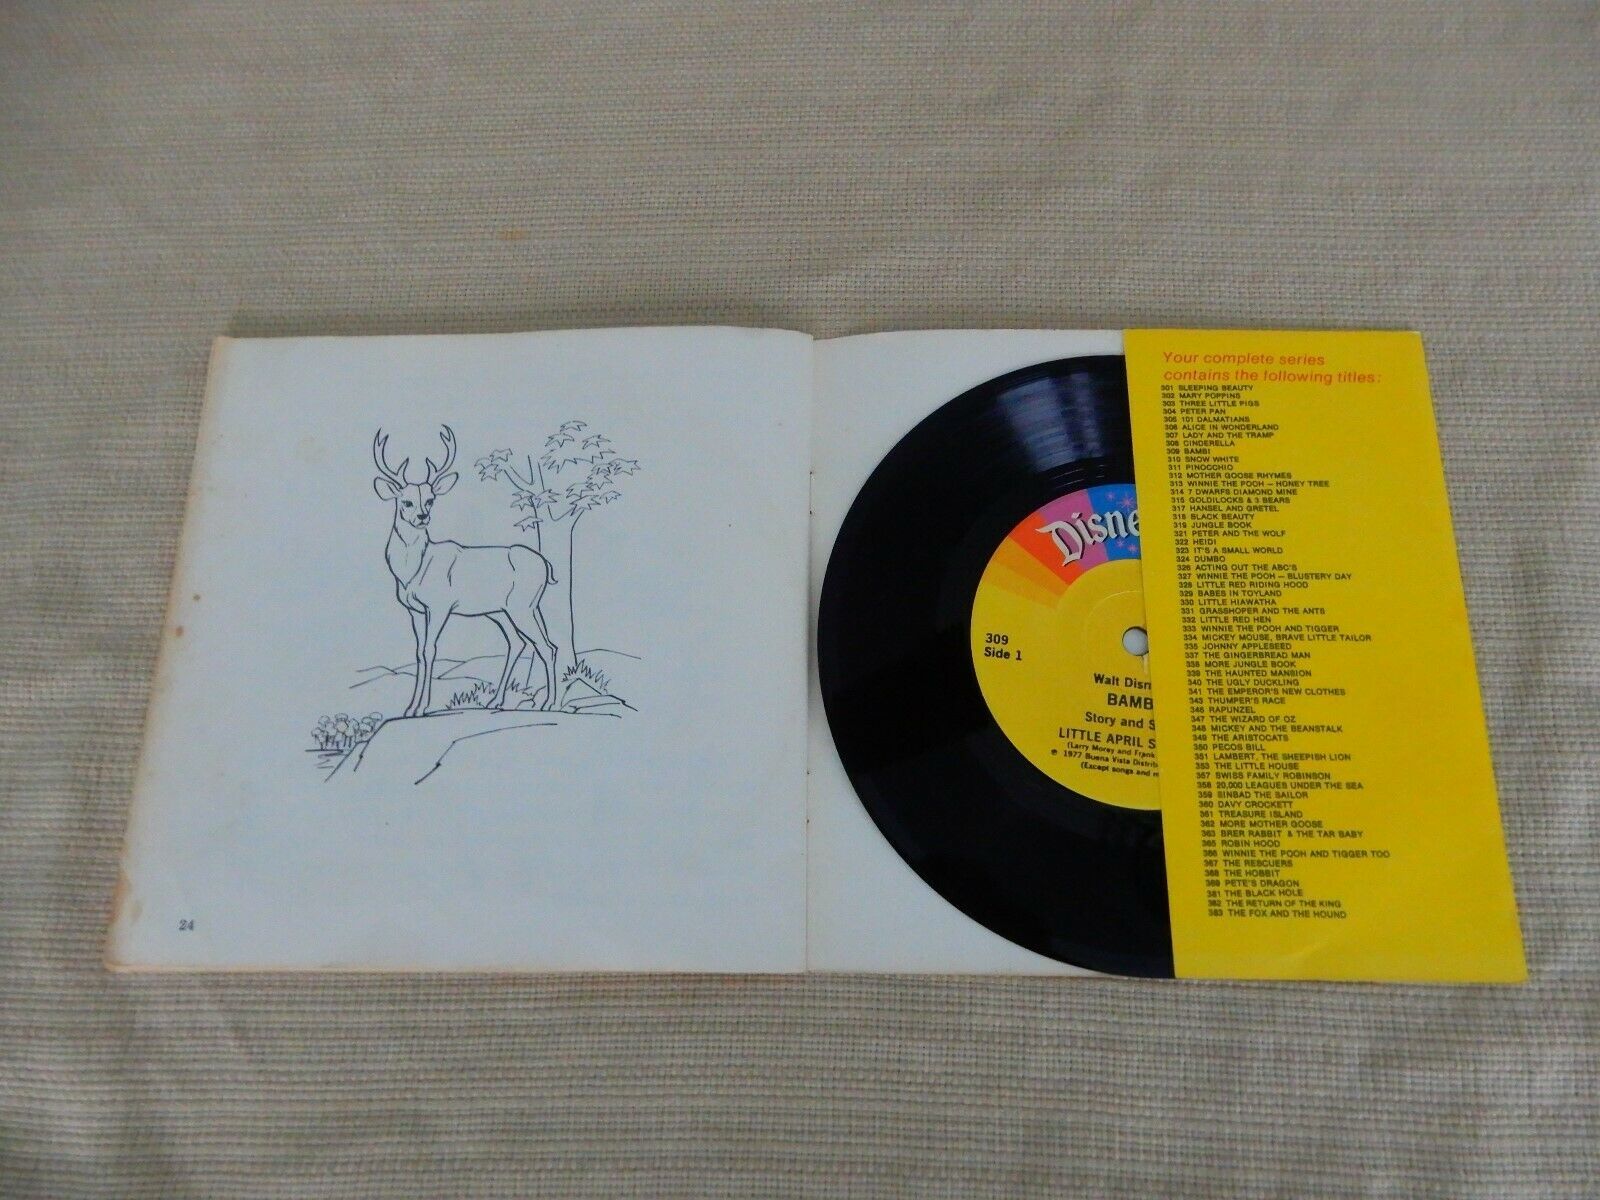 24
Disne
309
Side 1
Walt Disn
BAMB
Story and S
LITTLE APRIL S
(Larry Morey and Frank
℗ 1977 Buena Vista Distrib
(Except songs and m
Your complete series
contains the following titles:
301 SLEEPING BEAUTY
302 MARY POPPINS
303 THREE LITTLE PIGS
304 PETER PAN
305 101 DALMATIANS
306 ALICE IN WONDERLAND
307 LADY AND THE TRAMP
308 CINDERELLA
309 BAMBI
310 SNOW WHITE
311 PINOCCHIO
312 MOTHER GOOSE RHYMES
313 WINNIE THE POOH – HONEY TREE
314 7 DWARFS DIAMOND MINE
315 GOLDILOCKS & 3 BEARS
317 HANSEL AND GRETEL
318 BLACK BEAUTY
319 JUNGLE BOOK
321 PETER AND THE WOLF
322 HEIDI
323 IT'S A SMALL WORLD
324 DUMBO
326 ACTING OUT THE ABC'S
327 WINNIE THE POOH – BLUSTERY DAY
328 LITTLE RED RIDING HOOD
329 BABES IN TOYLAND
330 LITTLE HIAWATHA
331 GRASSHOPER AND THE ANTS
332 LITTLE RED HEN
333 WINNIE THE POOH AND TIGGER
334 MICKEY MOUSE, BRAVE LITTLE TAILOR
335 JOHNNY APPLESEED
337 THE GINGERBREAD MAN
338 MORE JUNGLE BOOK
339 THE HAUNTED MANSION
340 THE UGLY DUCKLING
341 THE EMPEROR'S NEW CLOTHES
343 THUMPER'S RACE
346 RAPUNZEL
347 THE WIZARD OF OZ
348 MICKEY AND THE BEANSTALK
349 THE ARISTOCATS
350 PECOS BILL
351 LAMBERT, THE SHEEPISH LION
353 THE LITTLE HOUSE
357 SWISS FAMILY ROBINSON
358 20,000 LEAGUES UNDER THE SEA
359 SINBAD THE SAILOR
360 DAVY CROCKETT
361 TREASURE ISLAND
362 MORE MOTHER GOOSE
363 BRER RABBIT & THE TAR BABY
365 ROBIN HOOD
366 WINNIE THE POOH AND TIGGER TOO
367 THE RESCUERS
368 THE HOBBIT
369 PETE'S DRAGON
381 THE BLACK HOLE
382 THE RETURN OF THE KING
383 THE FOX AND THE HOUND